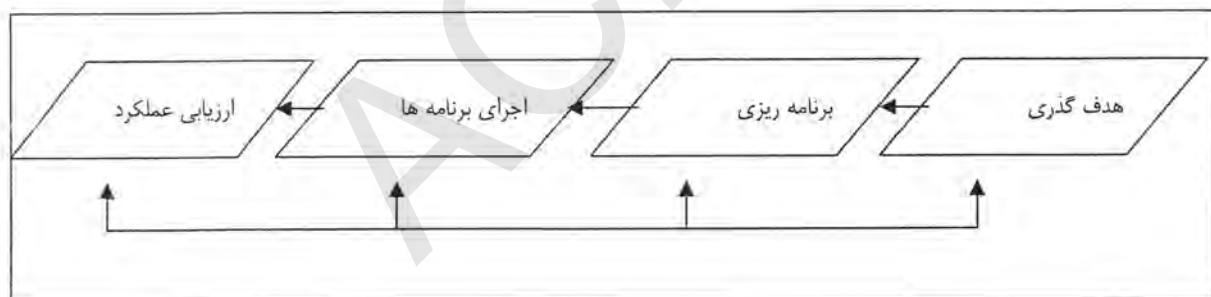 هدف گذری
برنامه ریزی
اجرای برنامه ها
ارزیابی عملکرد